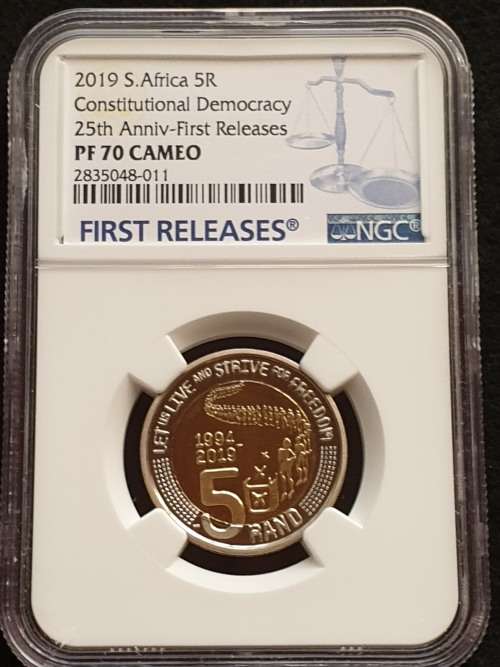 2019 S.Africa 5R
Constitutional Democracy
25th Anniv-First Releases
PF 70 CAMEO
2835048-011
FIRST RELEASES®
NGC®
LET US LIVE AND STRIVE FOR FREEDOM
1994-
2019
5
RAND